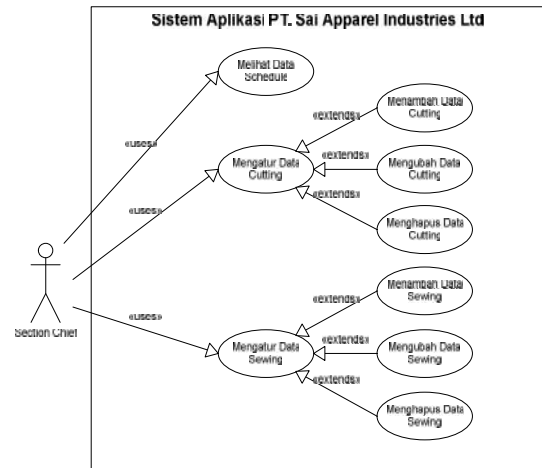 Sistem Aplikasi PT. Sai Apparel Industries Ltd
Melihat Data
Schedule
«uses»
Menambah Data
Cutting
«extends»
Mengatur Data
Cutting
«extends»
Mengubah Data
Cutting
«uses»
«extends»
Menghapus Data
Cutting
Section Chief
Menambah Data
Sewing
«extends»
«uses»
Mengatur Data
Sewing
«extends»
Mengubah Data
Sewing
«extends»
Menghapus Data
Sewing